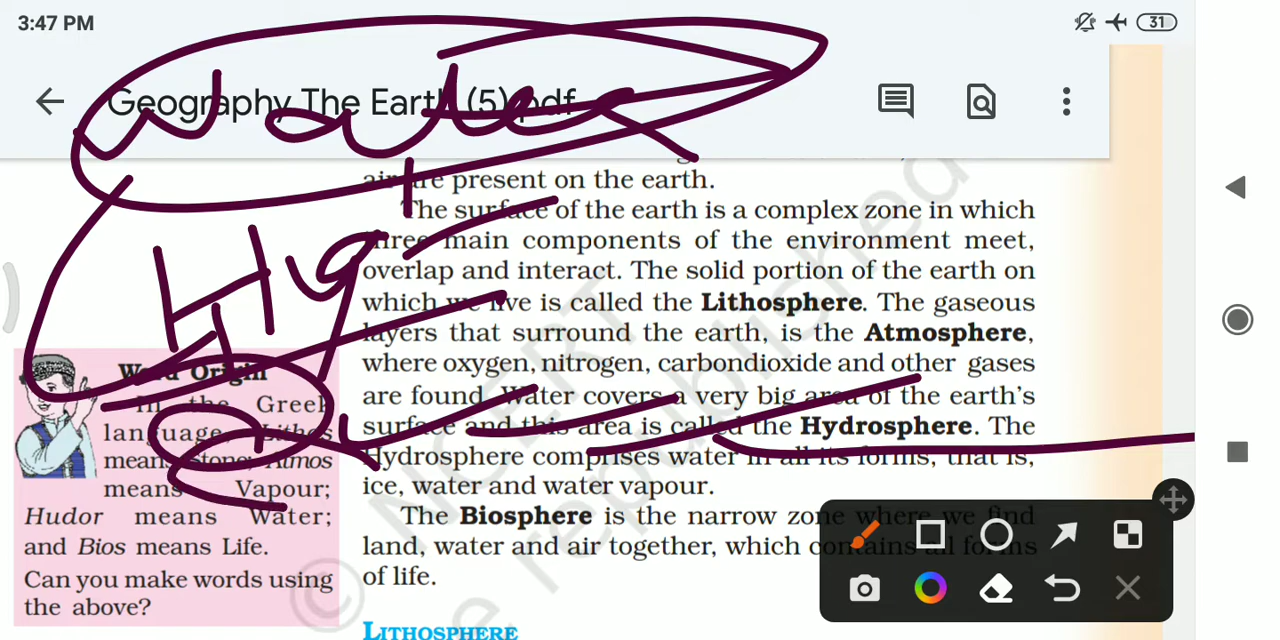 3:47 PM
31
Geography The Earth (5).pdf
water
air are present on the earth.
The surface of the earth is a complex zone in which
three main components of the environment meet,
overlap and interact. The solid portion of the earth on
which we live is called the Lithosphere. The gaseous
layers that surround the earth, is the Atmosphere,
where oxygen, nitrogen, carbondioxide and other gases
are found. Water covers a very big area of the earth's
surface and this area is called the Hydrosphere. The
Hydrosphere comprises water in all its forms, that is,
ice, water and water vapour.
The Biosphere is the narrow zone where we find
land, water and air together, which contains all forms
of life.
LITHOSPHERE
Hy
Word Origin
In the Greek
language, Lithos
means Stone; Atmos
means Vapour;
Hudor means Water;
and Bios means Life.
Can you make words using
the above?
© NCERT
be republished